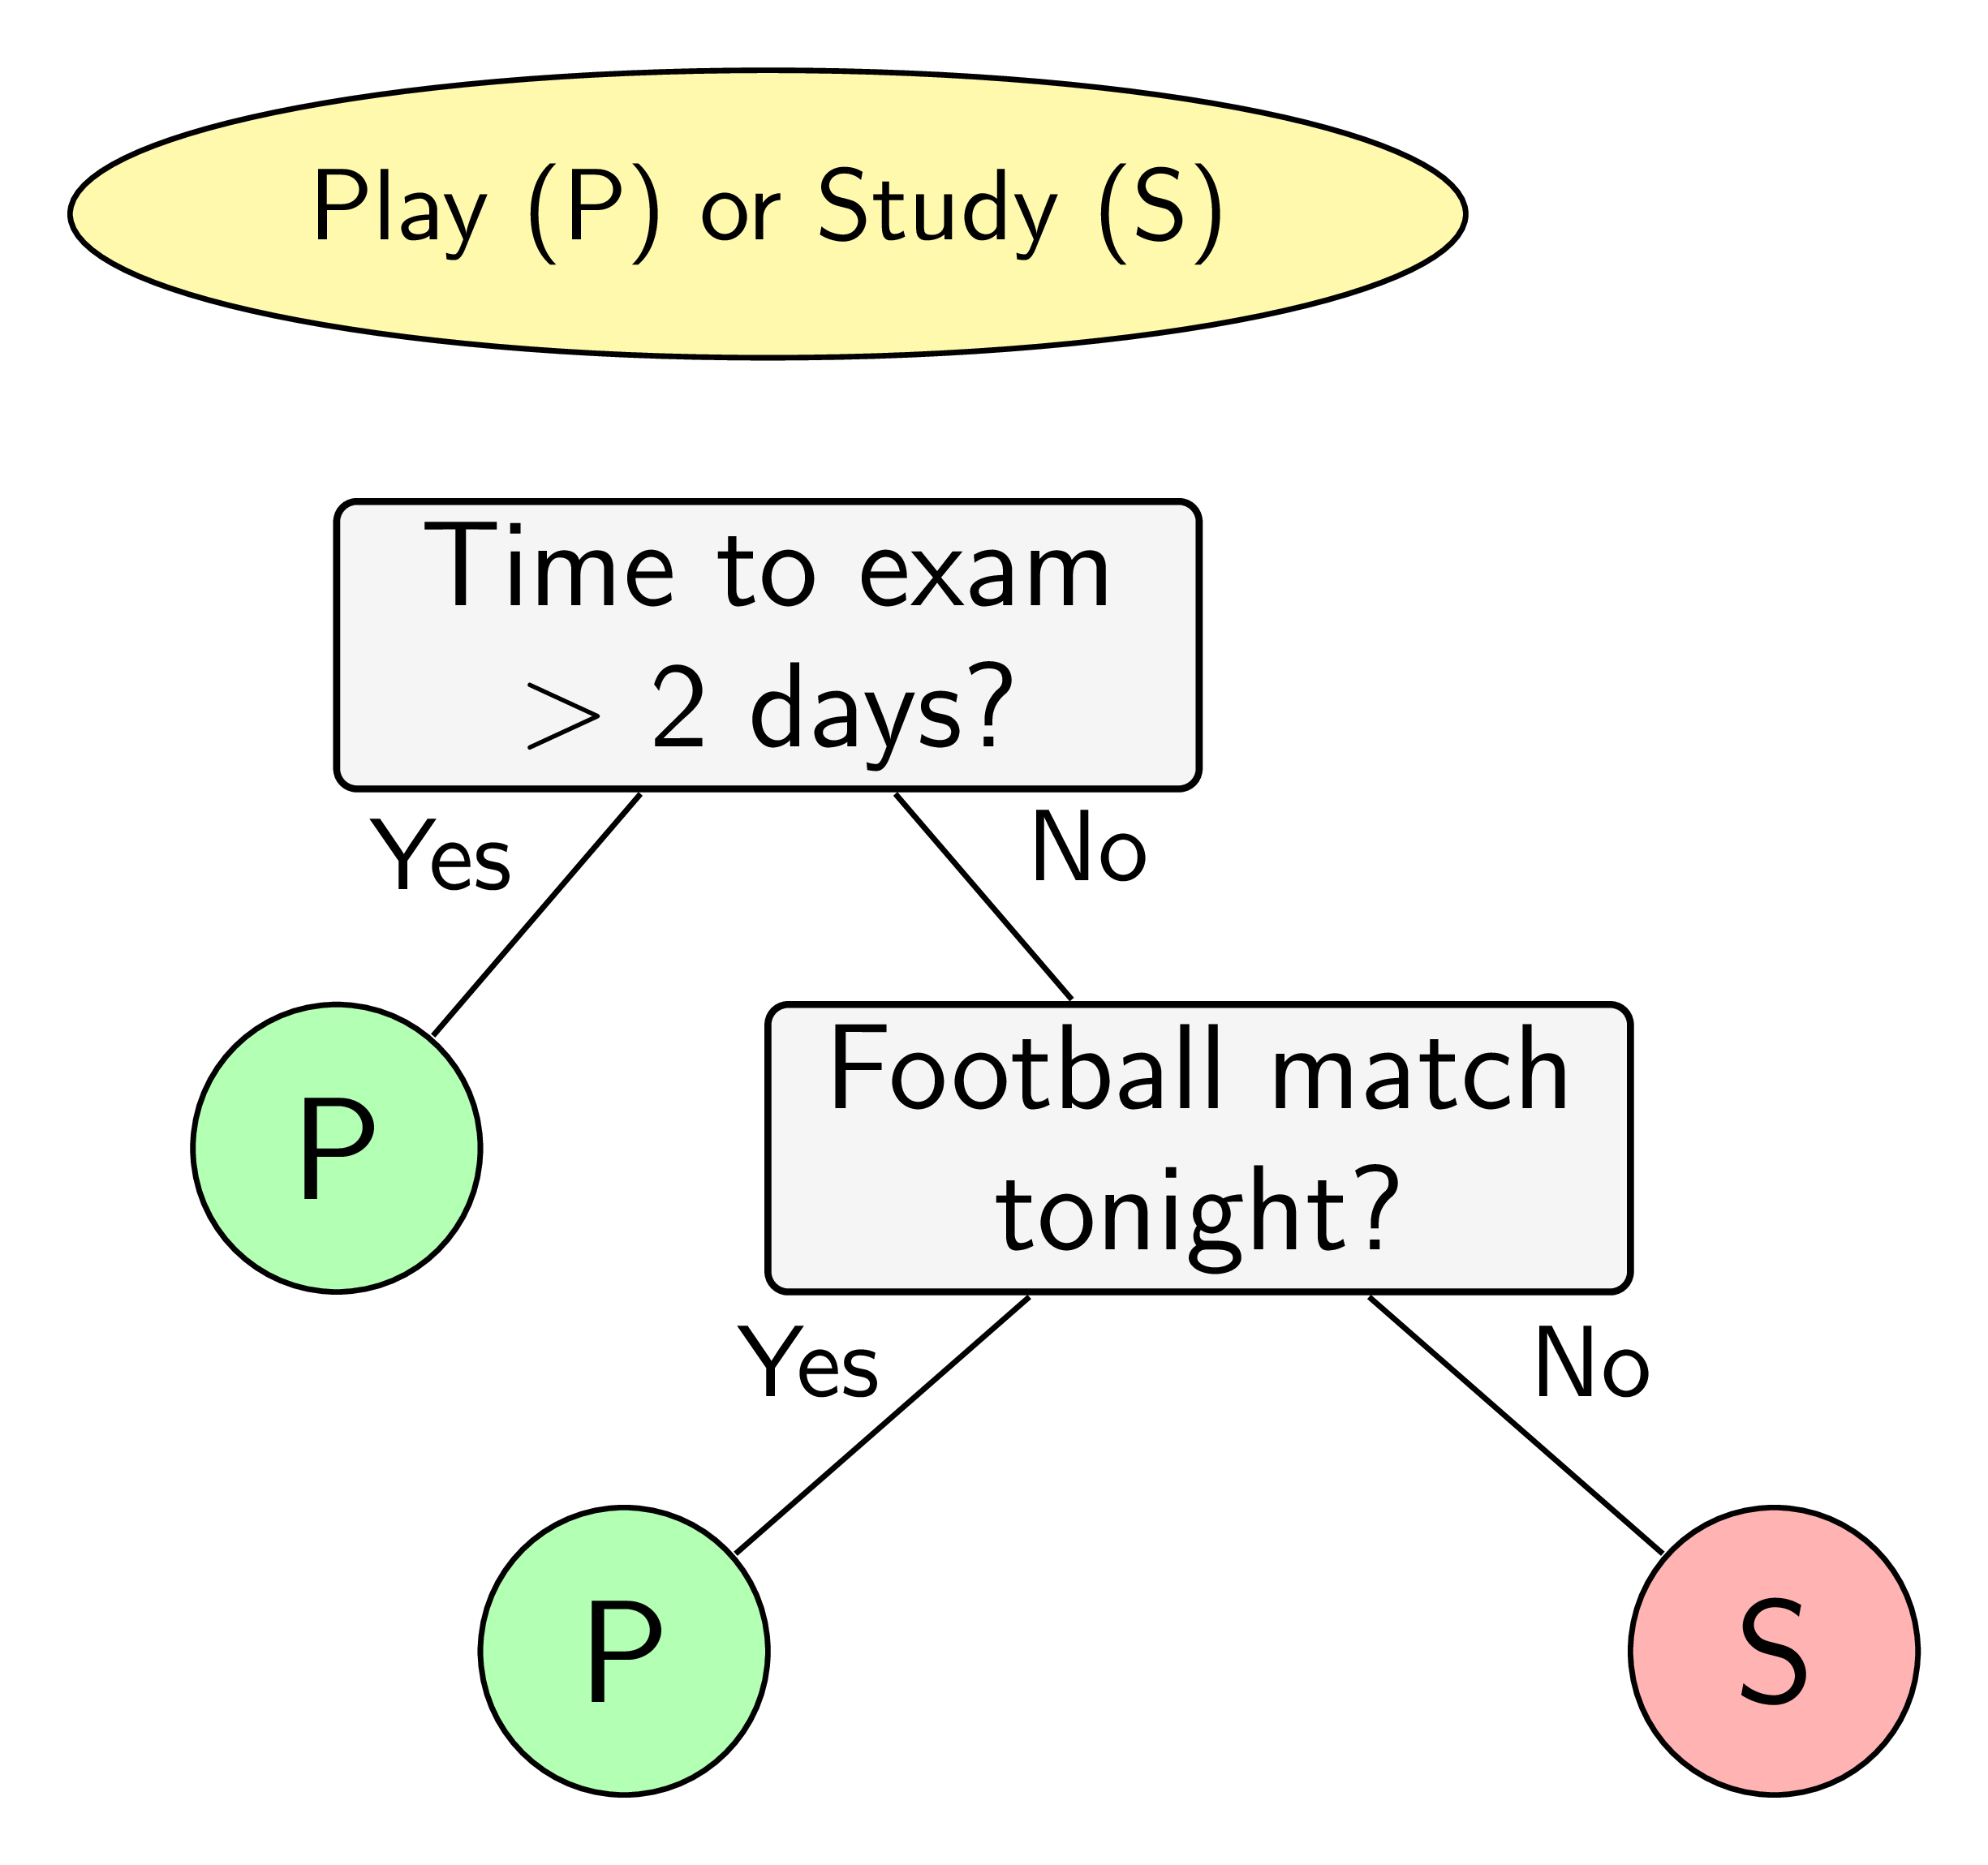 Play (P) or Study (S)
Time to exam
> 2 days?
Yes
No
P
Football match
tonight?
Yes
No
P
S